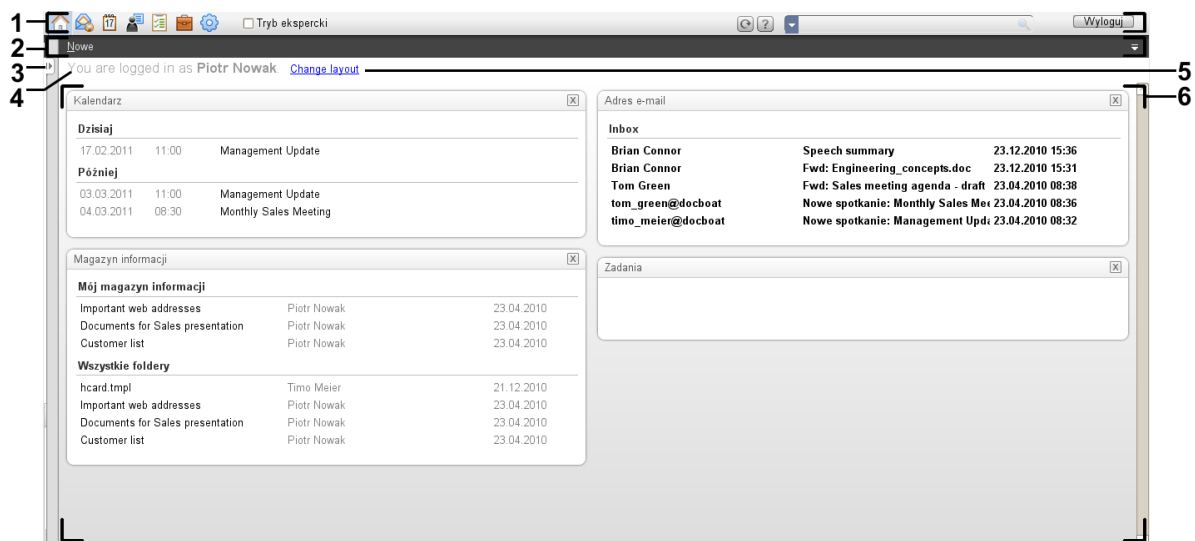 1 17 Tryb ekspercki ? Wyloguj
2 Nowe
3
4 You are logged in as Piotr Nowak. Change layout 5
6
Kalendarz X
Dzisiaj
17.02.2011 11:00 Management Update
Później
03.03.2011 11:00 Management Update
04.03.2011 08:30 Monthly Sales Meeting
Adres e-mail X
Inbox
Brian Connor Speech summary 23.12.2010 15:36
Brian Connor Fwd: Engineering_concepts.doc 23.12.2010 15:31
Tom Green Fwd: Sales meeting agenda - draft 23.04.2010 08:38
tom_green@docboat Nowe spotkanie: Monthly Sales Mee 23.04.2010 08:36
timo_meier@docboat Nowe spotkanie: Management Upda 23.04.2010 08:32
Magazyn informacji X
Mój magazyn informacji
Important web addresses Piotr Nowak 23.04.2010
Documents for Sales presentation Piotr Nowak 23.04.2010
Customer list Piotr Nowak 23.04.2010
Wszystkie foldery
hcard.tmpl Timo Meier 21.12.2010
Important web addresses Piotr Nowak 23.04.2010
Documents for Sales presentation Piotr Nowak 23.04.2010
Customer list Piotr Nowak 23.04.2010
Zadania X